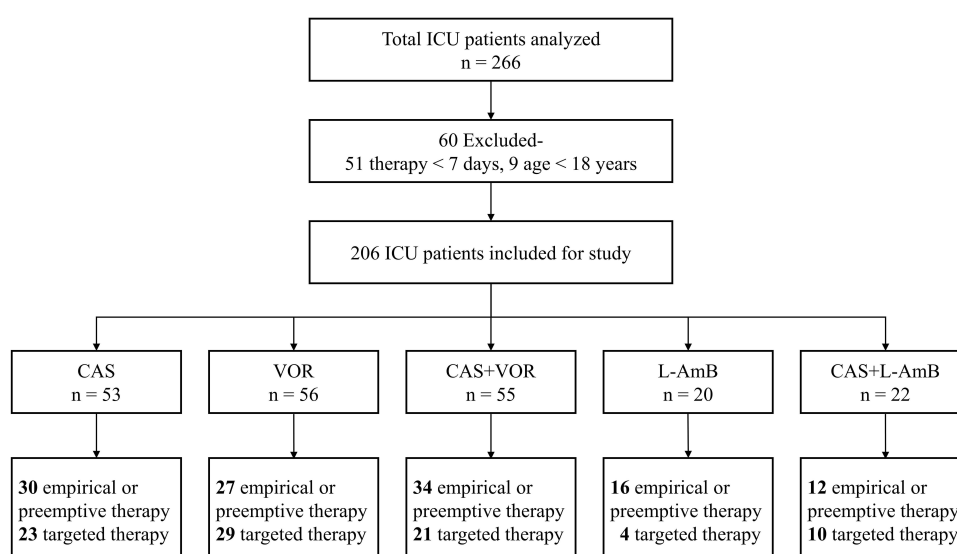 Total ICU patients analyzed
n = 266
60 Excluded-
51 therapy < 7 days, 9 age < 18 years
206 ICU patients included for study
CAS
n = 53
VOR
n = 56
CAS+VOR
n = 55
L-AmB
n = 20
CAS+L-AmB
n = 22
30 empirical or
preemptive therapy
23 targeted therapy
27 empirical or
preemptive therapy
29 targeted therapy
34 empirical or
preemptive therapy
21 targeted therapy
16 empirical or
preemptive therapy
4 targeted therapy
12 empirical or
preemptive therapy
10 targeted therapy